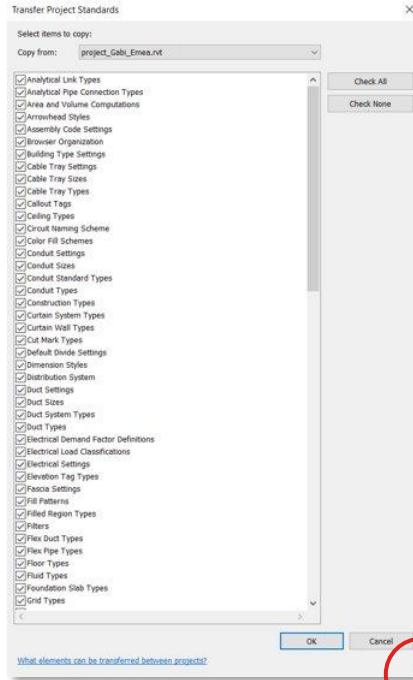 Transfer Project Standards
Select items to copy:
Copy from: project_Gabi_Emea.rvt
Analytical Link Types
Analytical Pipe Connection Types
Area and Volume Computations
Arrowhead Styles
Assembly Code Settings
Browser Organization
Building Type Settings
Cable Tray Settings
Cable Tray Sizes
Cable Tray Types
Callout Tags
Ceiling Types
Circuit Naming Scheme
Color Fill Schemes
Conduit Settings
Conduit Sizes
Conduit Standard Types
Conduit Types
Construction Types
Curtain System Types
Curtain Wall Types
Cut Mark Types
Default Divide Settings
Dimension Styles
Distribution System
Duct Settings
Duct Sizes
Duct System Types
Duct Types
Electrical Demand Factor Definitions
Electrical Load Classifications
Electrical Settings
Elevation Tag Types
Fascia Settings
Fill Patterns
Filled Region Types
Filters
Flex Duct Types
Flex Pipe Types
Floor Types
Fluid Types
Foundation Slab Types
Grid Types
Check All
Check None
OK
Cancel
What elements can be transferred between projects?